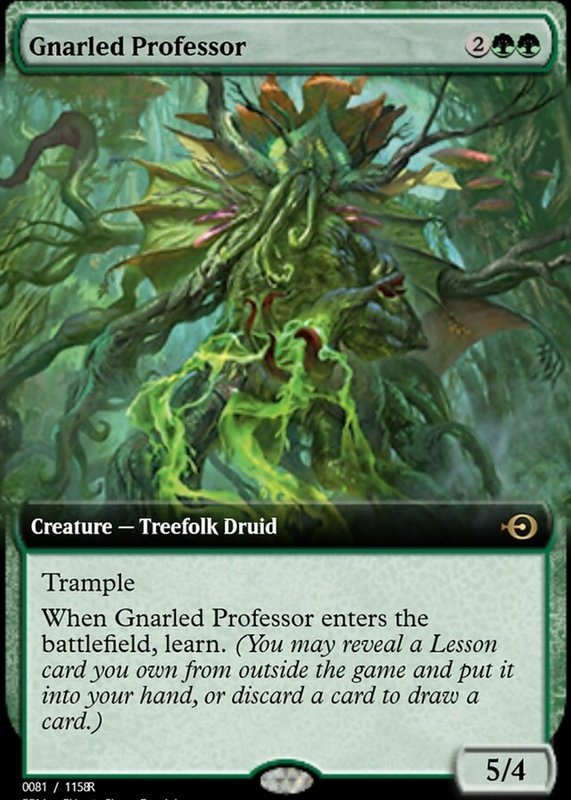 Gnarled Professor 2
Creature — Treefolk Druid
Trample
When Gnarled Professor enters the
battlefield, learn. (You may reveal a Lesson
card you own from outside the game and put it
into your hand, or discard a card to draw a
card.)
5/4
0081 / 1158R